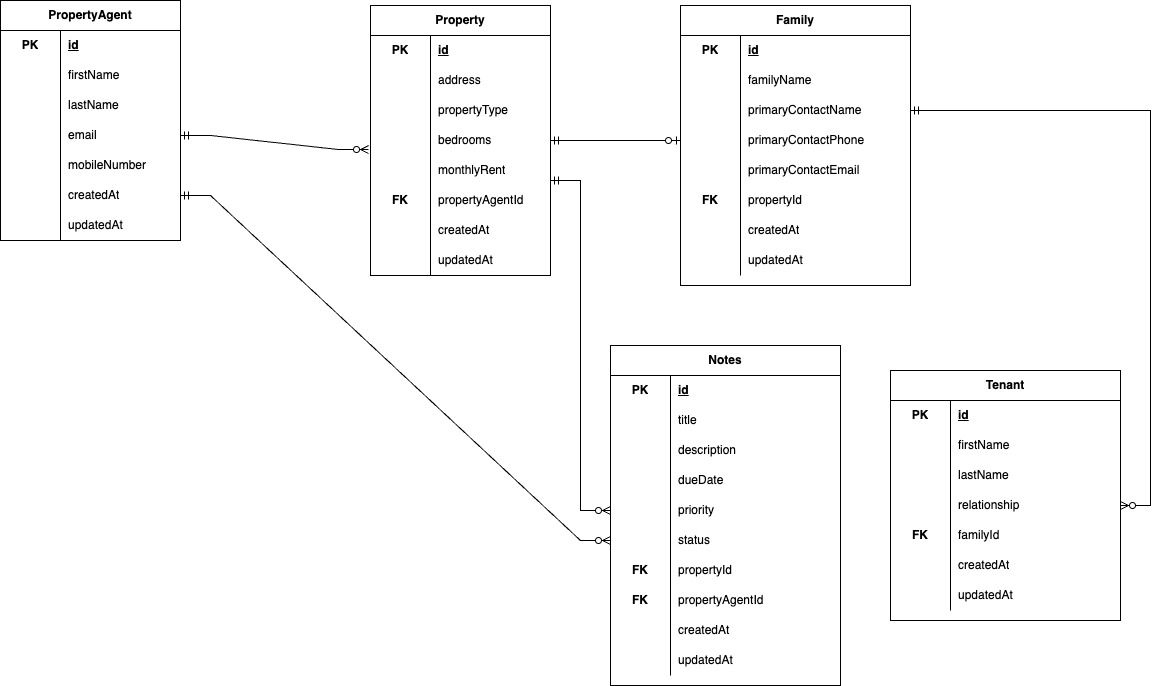 PropertyAgent
PK id
firstName
lastName
email
mobileNumber
createdAt
updatedAt
Property
PK id
address
propertyType
bedrooms
monthlyRent
FK propertyAgentId
createdAt
updatedAt
Family
PK id
familyName
primaryContactName
primaryContactPhone
primaryContactEmail
FK propertyId
createdAt
updatedAt
Notes
PK id
title
description
dueDate
priority
status
FK propertyId
FK propertyAgentId
createdAt
updatedAt
Tenant
PK id
firstName
lastName
relationship
FK familyId
createdAt
updatedAt